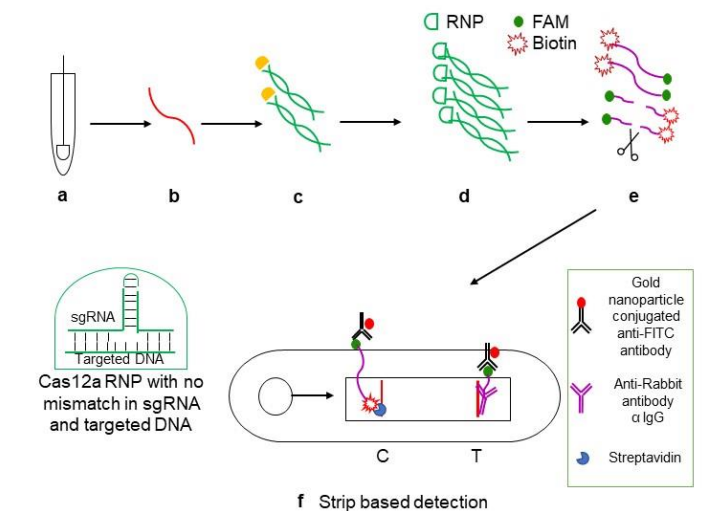 RNP
FAM
Biotin
a
b
c
d
e
sgRNA
Targeted DNA
Cas12a RNP with no
mismatch in sgRNA
and targeted DNA
C
T
Gold
nanoparticle
conjugated
anti-FITC
antibody
Anti-Rabbit
antibody
α IgG
Streptavidin
f Strip based detection